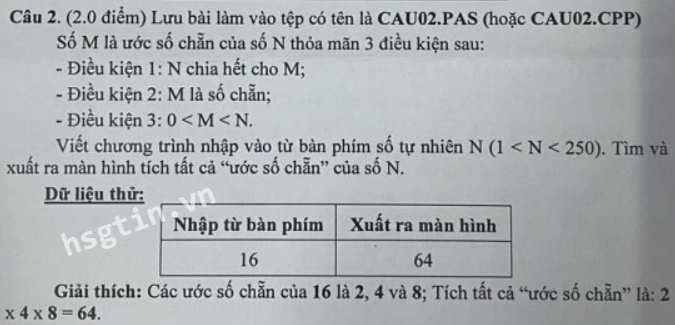 Câu 2. (2.0 điểm) Lưu bài làm vào tệp có tên là CAU02.PAS (hoặc CAU02.CPP)
Số M là ước số chẵn của số N thỏa mãn 3 điều kiện sau:
- Điều kiện 1: N chia hết cho M;
- Điều kiện 2: M là số chẵn;
- Điều kiện 3: 0 < M < N.
Viết chương trình nhập vào từ bàn phím số tự nhiên N (1 < N < 250). Tìm và
xuất ra màn hình tích tất cả “ước số chẵn” của số N.
Dữ liệu thử:
hsgtin.vn
Nhập từ bàn phím Xuất ra màn hình
16 64
Giải thích: Các ước số chẵn của 16 là 2, 4 và 8; Tích tất cả “ước số chẵn” là: 2
x 4 x 8 = 64.